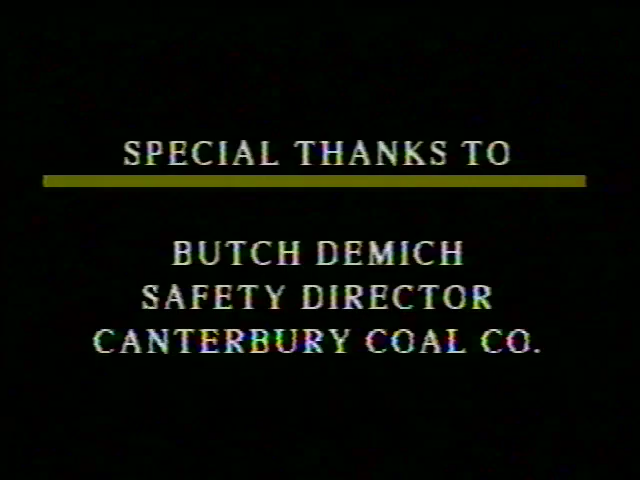 SPECIAL THANKS TO
BUTCH DEMICH
SAFETY DIRECTOR
CANTERBURY COAL CO.